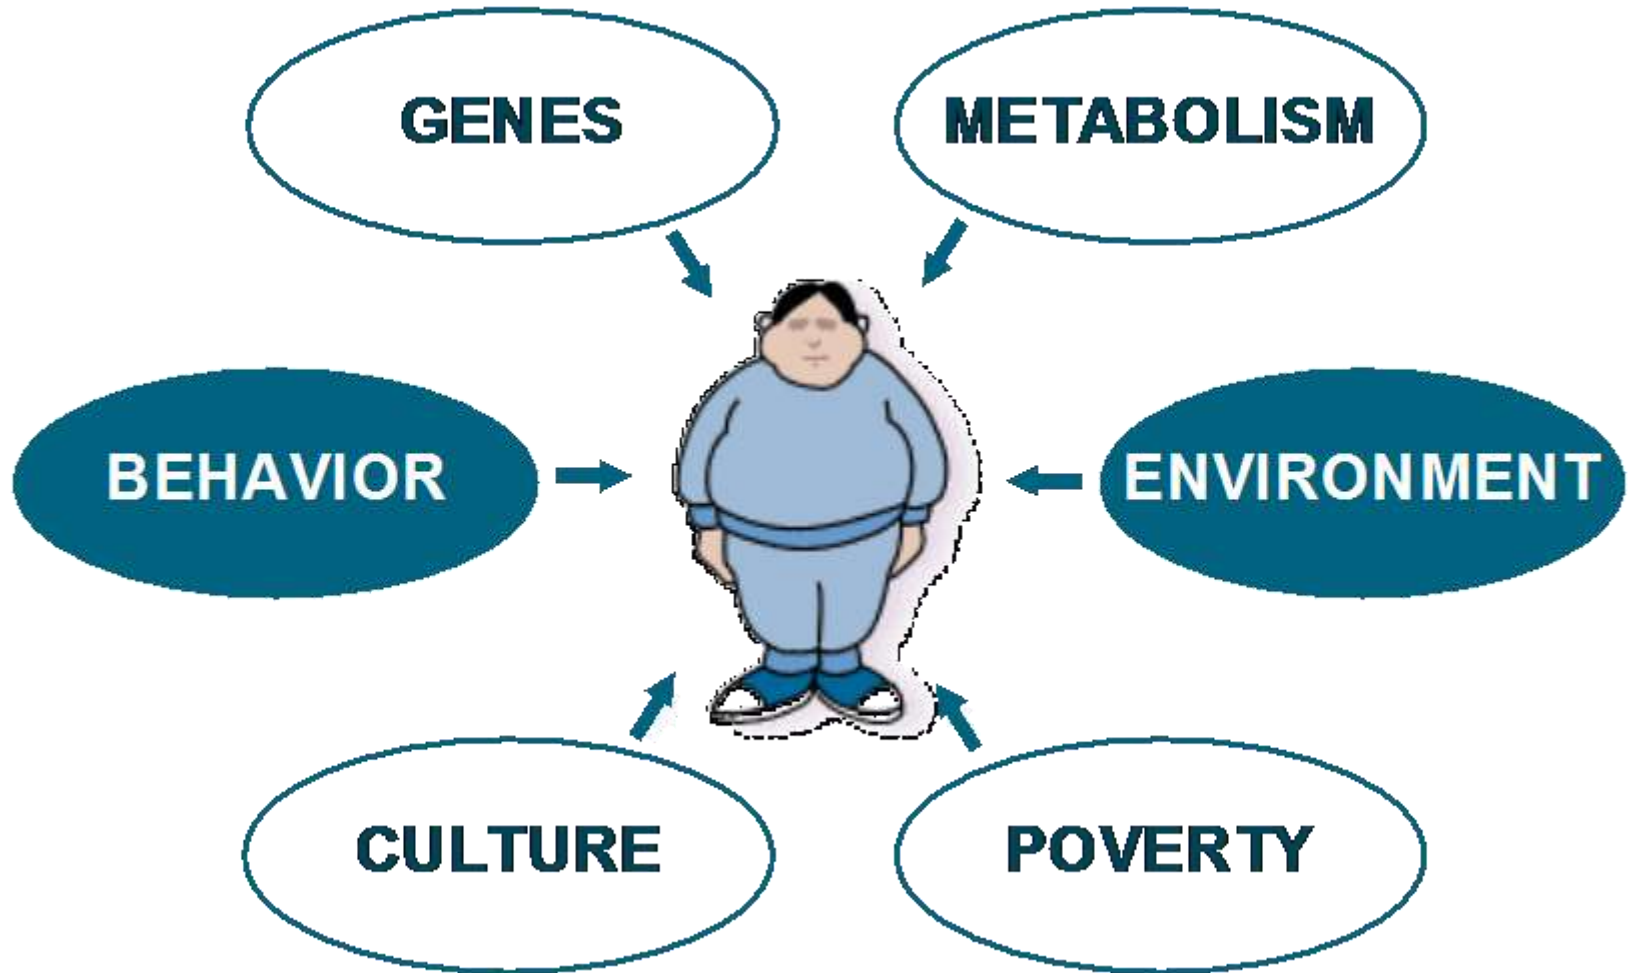 GENES
METABOLISM
BEHAVIOR
ENVIRONMENT
CULTURE
POVERTY